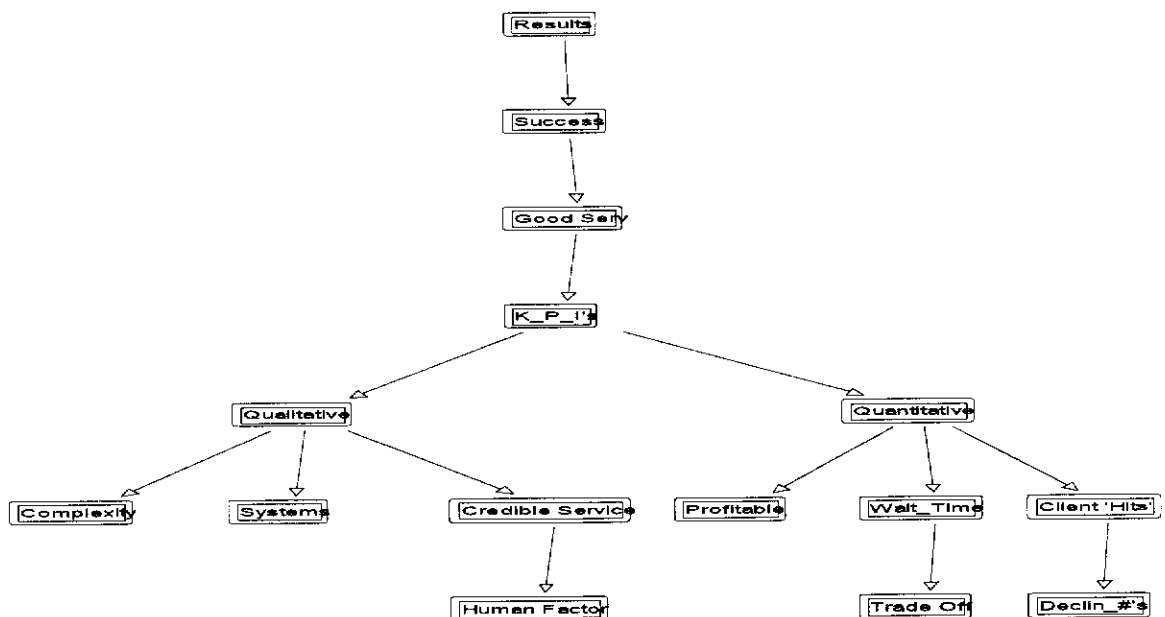 Results
Success
Good Serv
K_P_I's
Qualitative
Quantitative
Complexity
Systems
Credible Service
Profitable
Wait_Time
Client 'Hits'
Human Factor
Trade Off
Declin_#'s